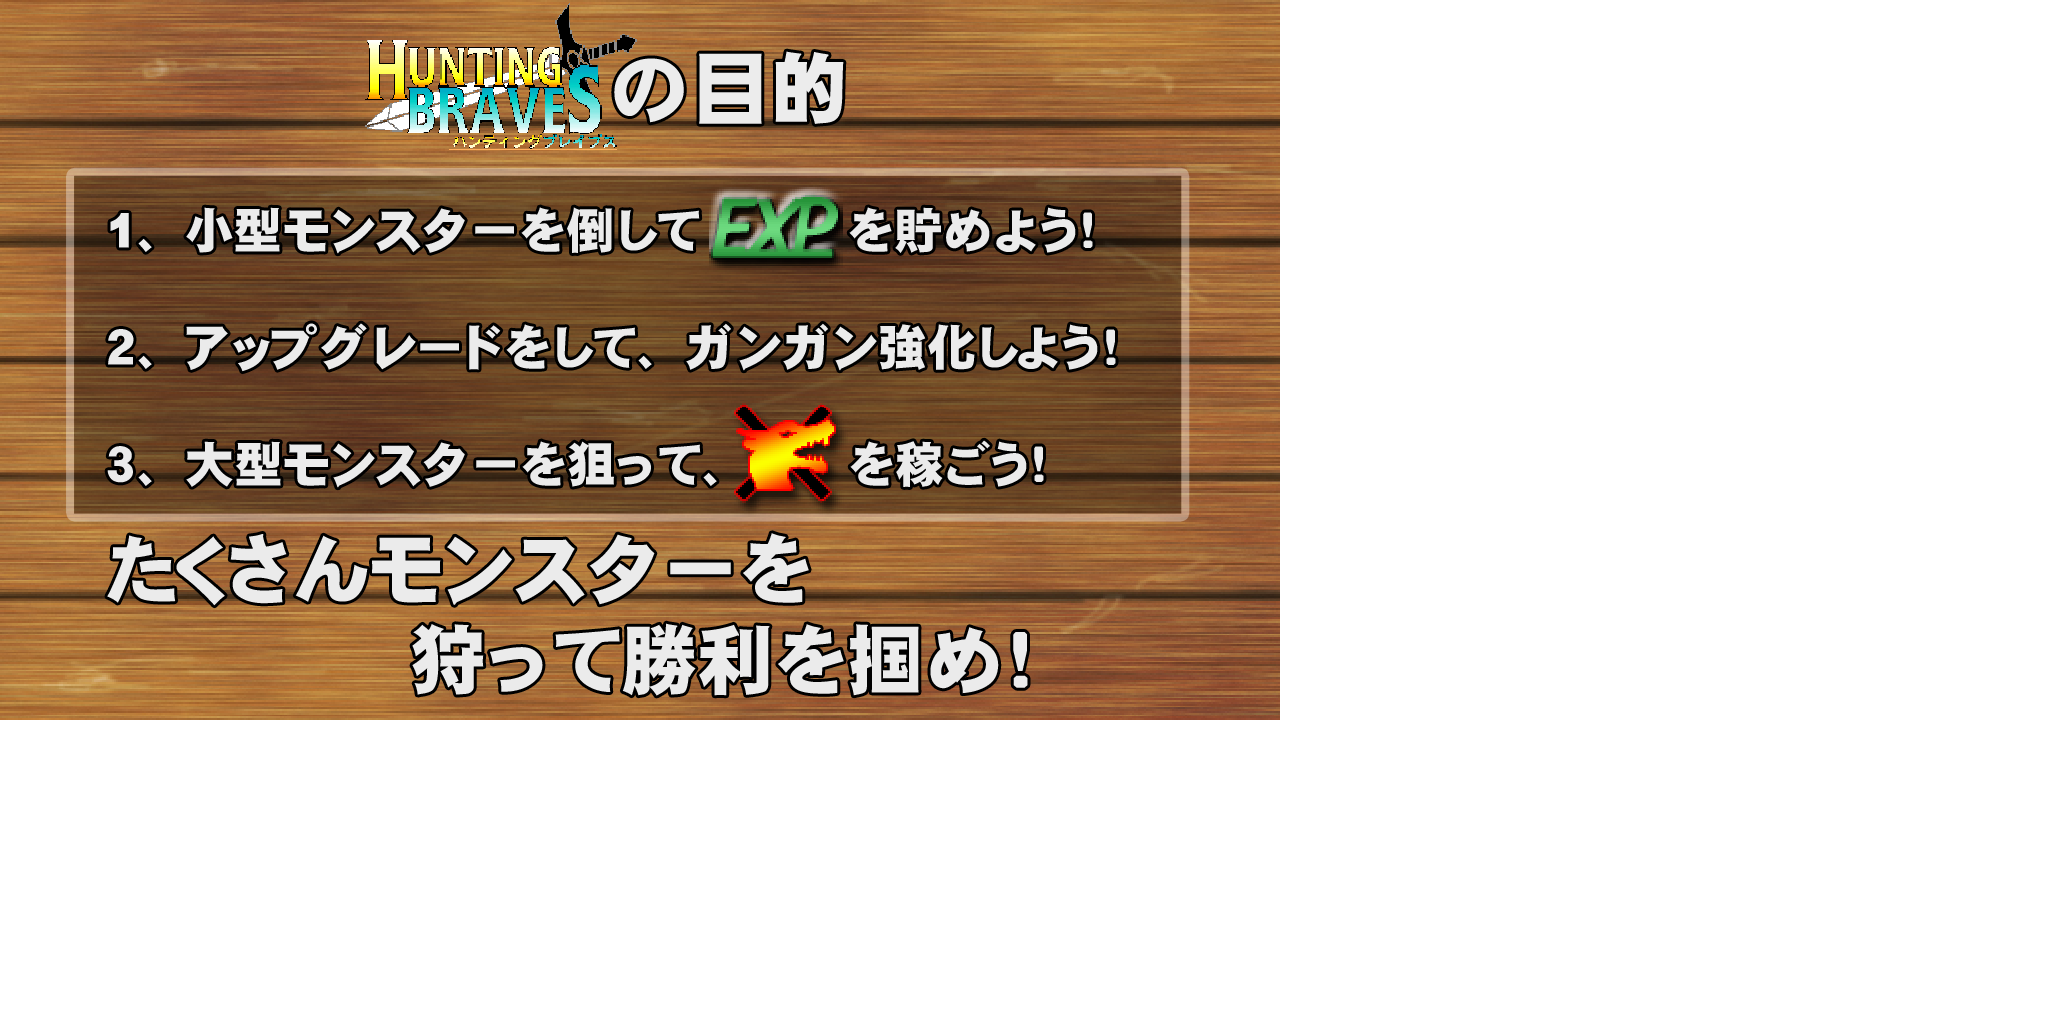 HUNTING BRAVES の目的
ハンティングブレイブス
1、小型モンスターを倒して EXP を貯めよう!
2、アップグレードをして、ガンガン強化しよう!
3、大型モンスターを狙って、を稼ごう!
たくさんモンスターを
狩って勝利を掴め!